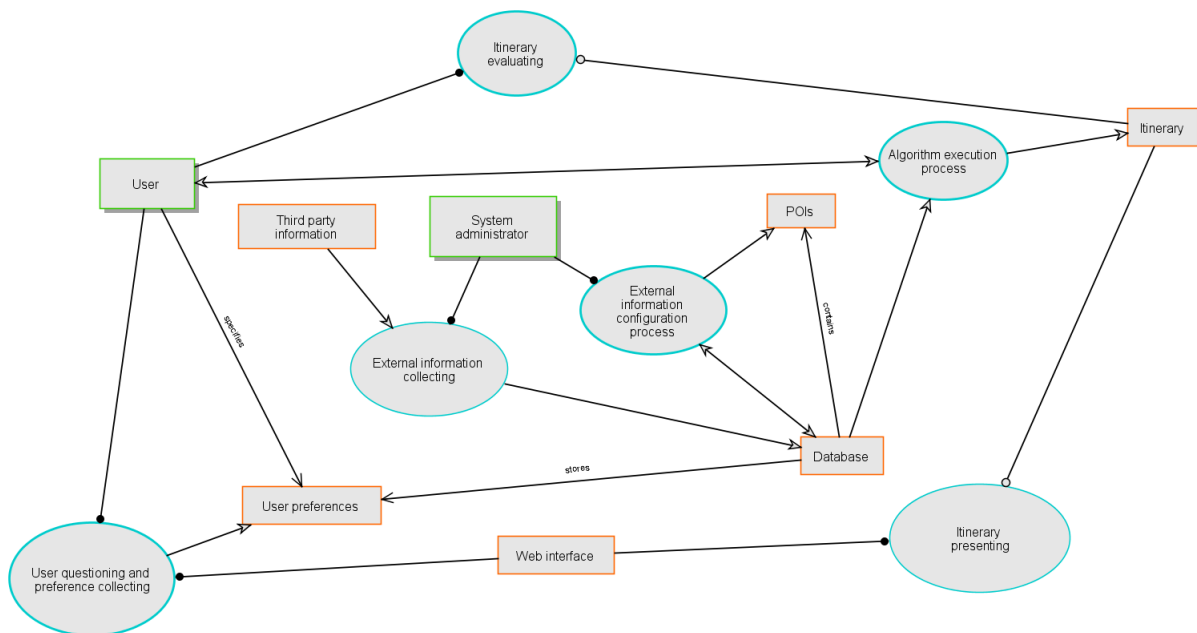 Itinerary
evaluating
Itinerary
Algorithm execution
process
User
Third party
information
System
administrator
POIs
External
information
configuration
process
specifies
contains
External information
collecting
Database
stores
User preferences
Itinerary
presenting
Web interface
User questioning and
preference collecting